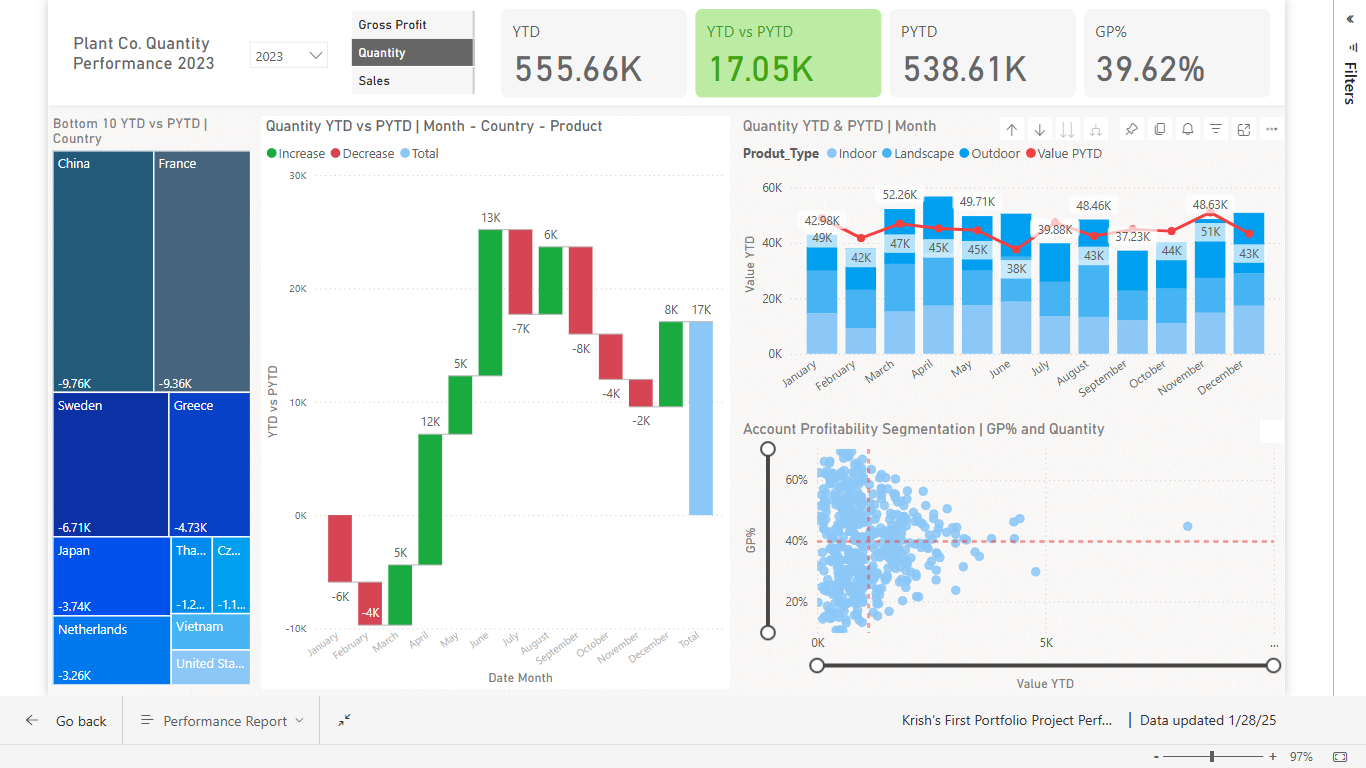 Plant Co. Quantity
Performance 2023
2023
Gross Profit
Quantity
Sales
YTD
555.66K
YTD vs PYTD
17.05K
PYTD
538.61K
GP%
39.62%
Filters
Bottom 10 YTD vs PYTD |
Country
China
-9.76K
France
-9.36K
Sweden
-6.71K
Greece
-4.73K
Japan
-3.74K
Tha...
-1.2...
Cz...
-1.1...
Netherlands
-3.26K
Vietnam
United Sta...
Quantity YTD vs PYTD | Month - Country - Product
Increase Decrease Total
30K
20K
10K
0K
-10K
YTD vs PYTD
-6K
-4K
5K
12K
5K
13K
-7K
6K
-8K
-4K
-2K
8K
17K
January
February
March
April
May
June
July
August
September
October
November
December
Total
Date Month
Quantity YTD & PYTD | Month
Produt_Type Indoor Landscape Outdoor Value PYTD
60K
40K
20K
0K
Value YTD
42.98K
52.26K
49.71K
39.88K
48.46K
37.23K
48.63K
49K
42K
47K
45K
45K
38K
43K
44K
51K
43K
January
February
March
April
May
June
July
August
September
October
November
December
Account Profitability Segmentation | GP% and Quantity
60%
40%
20%
GP%
0K
5K
...
Value YTD
Go back
Performance Report
Krish's First Portfolio Project Perf...
Data updated 1/28/25
- + 97%